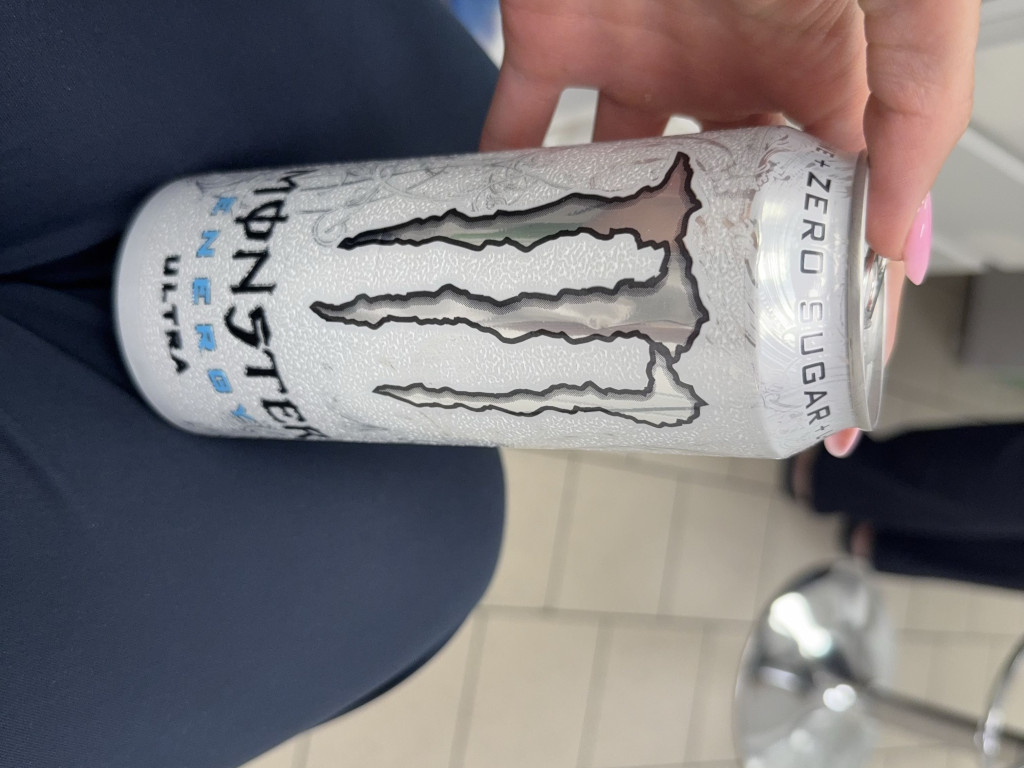 + ZERO SUGAR +
MONSTER
ENERGY
ULTRA